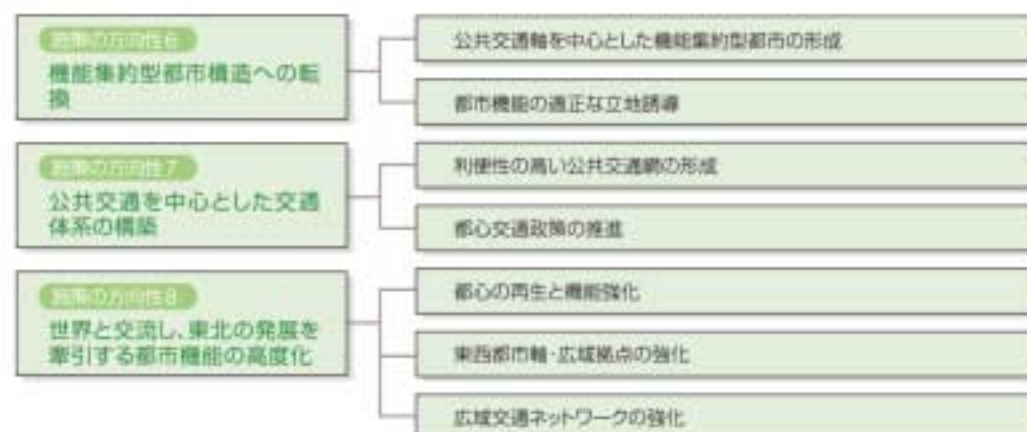 施策の方向性6
機能集約型都市構造への転
換
公共交通軸を中心とした機能集約型都市の形成
都市機能の適正な立地誘導
施策の方向性7
公共交通を中心とした交通
体系の構築
利便性の高い公共交通網の形成
都心交通政策の推進
施策の方向性8
世界と交流し、東北の発展を
牽引する都市機能の高度化
都心の再生と機能強化
東西都市軸・広域拠点の強化
広域交通ネットワークの強化